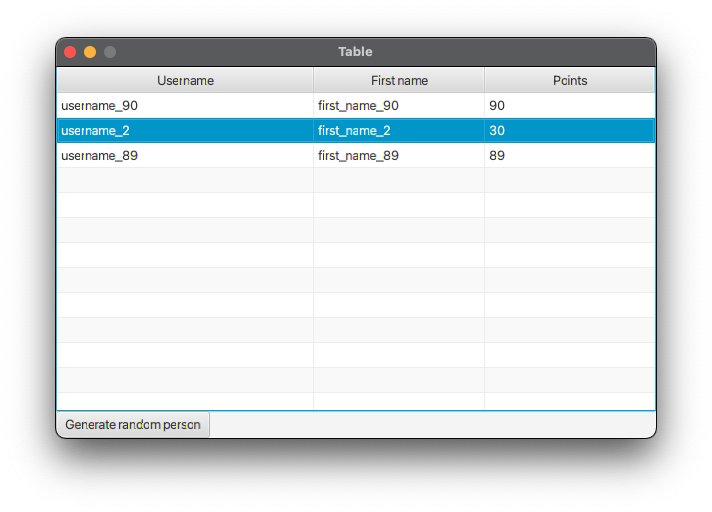 Table
Username First name Points
username_90 first_name_90 90
username_2 first_name_2 30
username_89 first_name_89 89
Generate random person